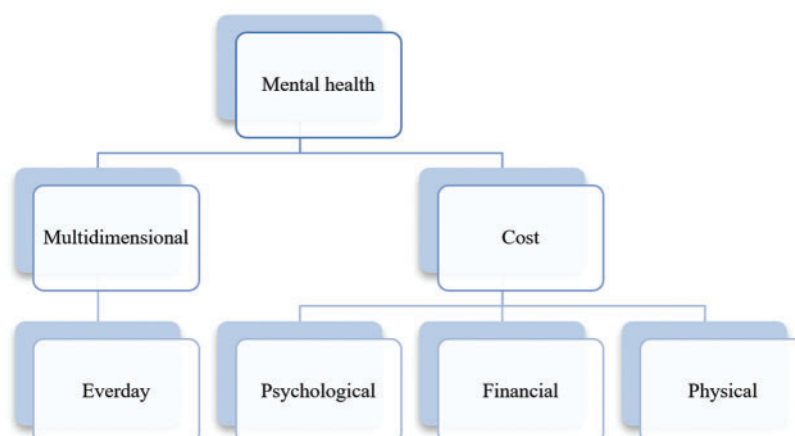 Mental health
Multidimensional
Cost
Everday
Psychological
Financial
Physical